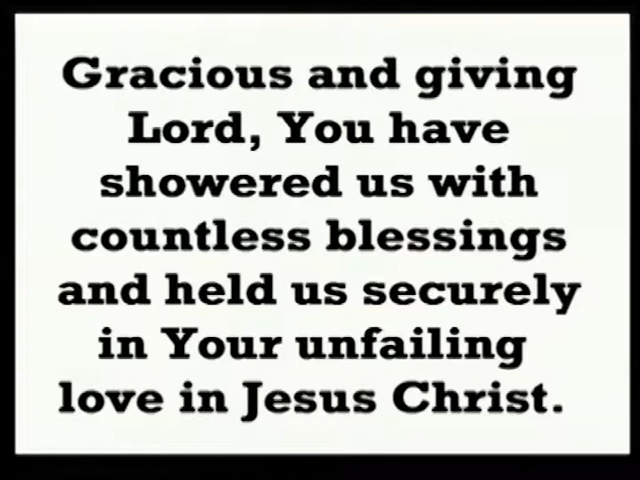 Gracious and giving
Lord, You have
showered us with
countless blessings
and held us securely
in Your unfailing
love in Jesus Christ.